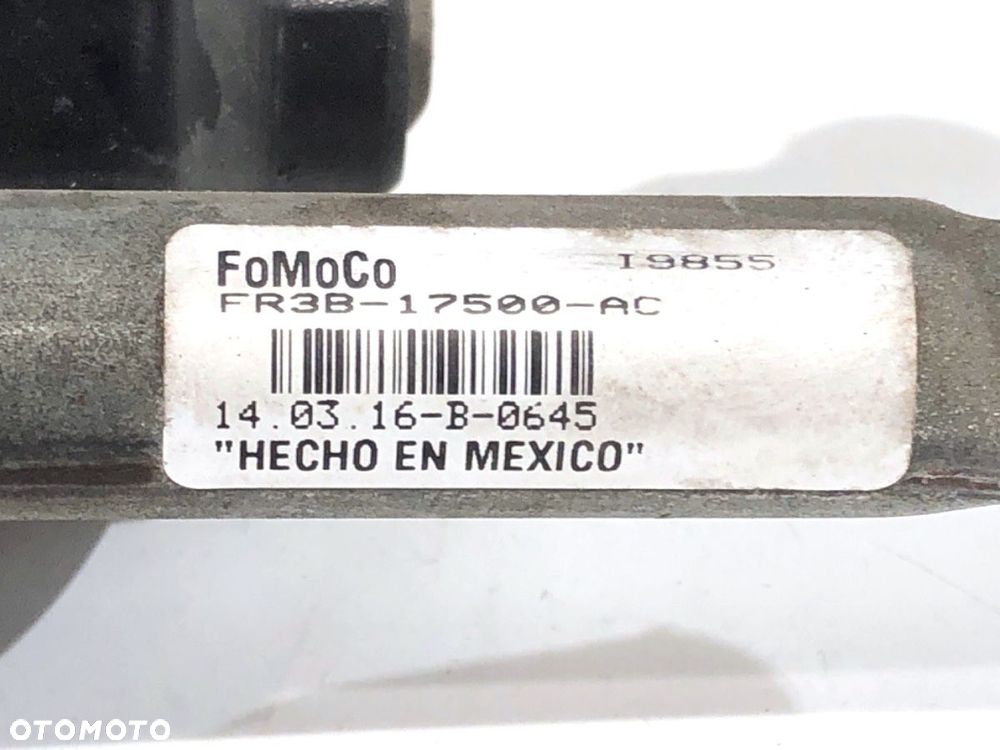 FoMoCo I9855
FR3B-17500-AC
14.03.16-B-0645
"HECHO EN MEXICO"
OTOMOTO